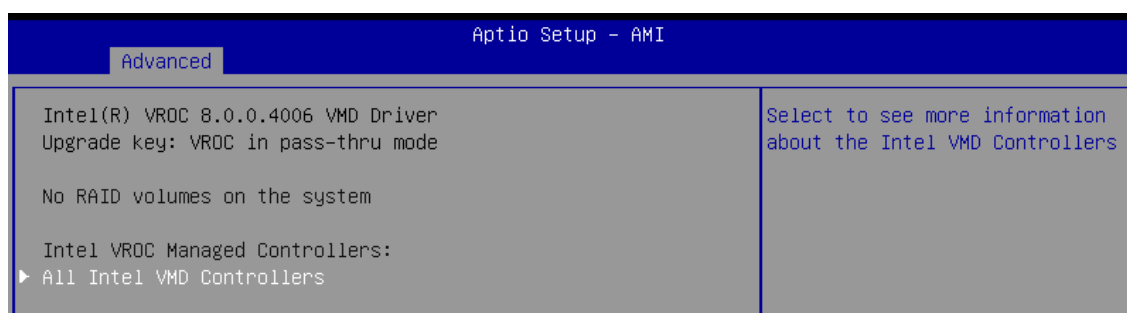 Aptio Setup - AMI
Advanced
Intel(R) VROC 8.0.0.4006 VMD Driver
Upgrade key: VROC in pass-thru mode
No RAID volumes on the system
Intel VROC Managed Controllers:
All Intel VMD Controllers
Select to see more information
about the Intel VMD Controllers